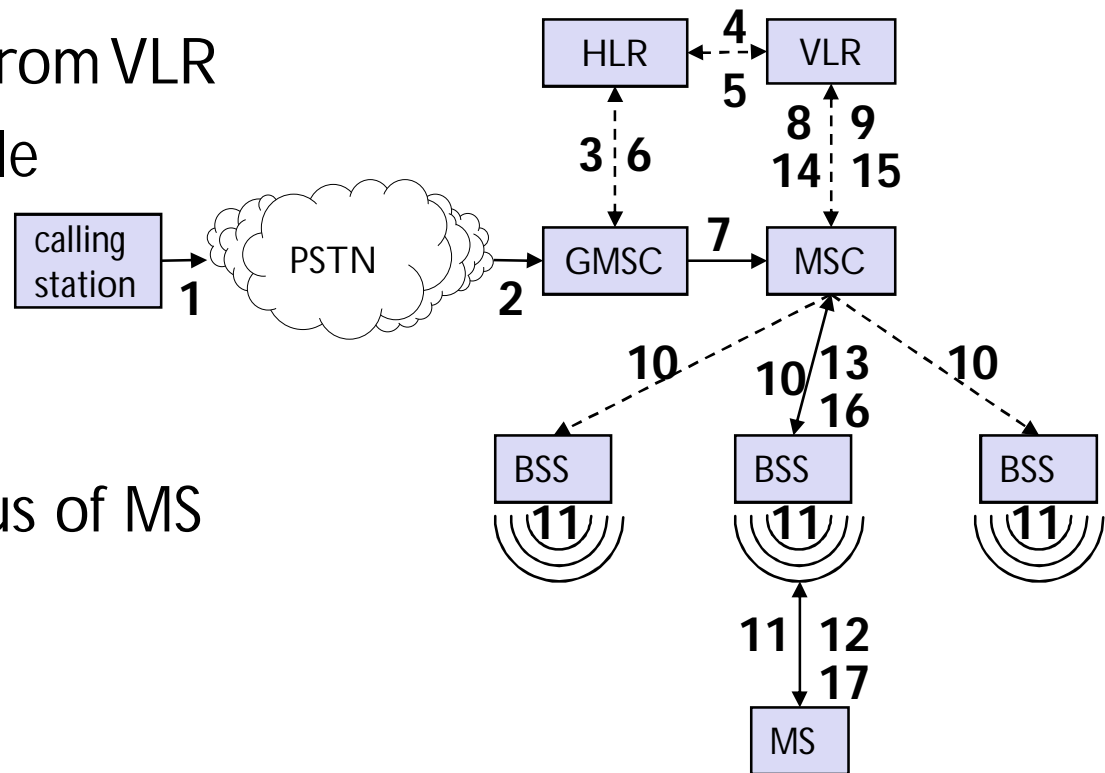 rom VLR
le
us of MS
HLR
4
5
VLR
3 6
8 9
14 15
calling
station
1
PSTN
2
GMSC
7
MSC
10
10
13
16
10
BSS
BSS
BSS
11
11
11
11
12
17
MS